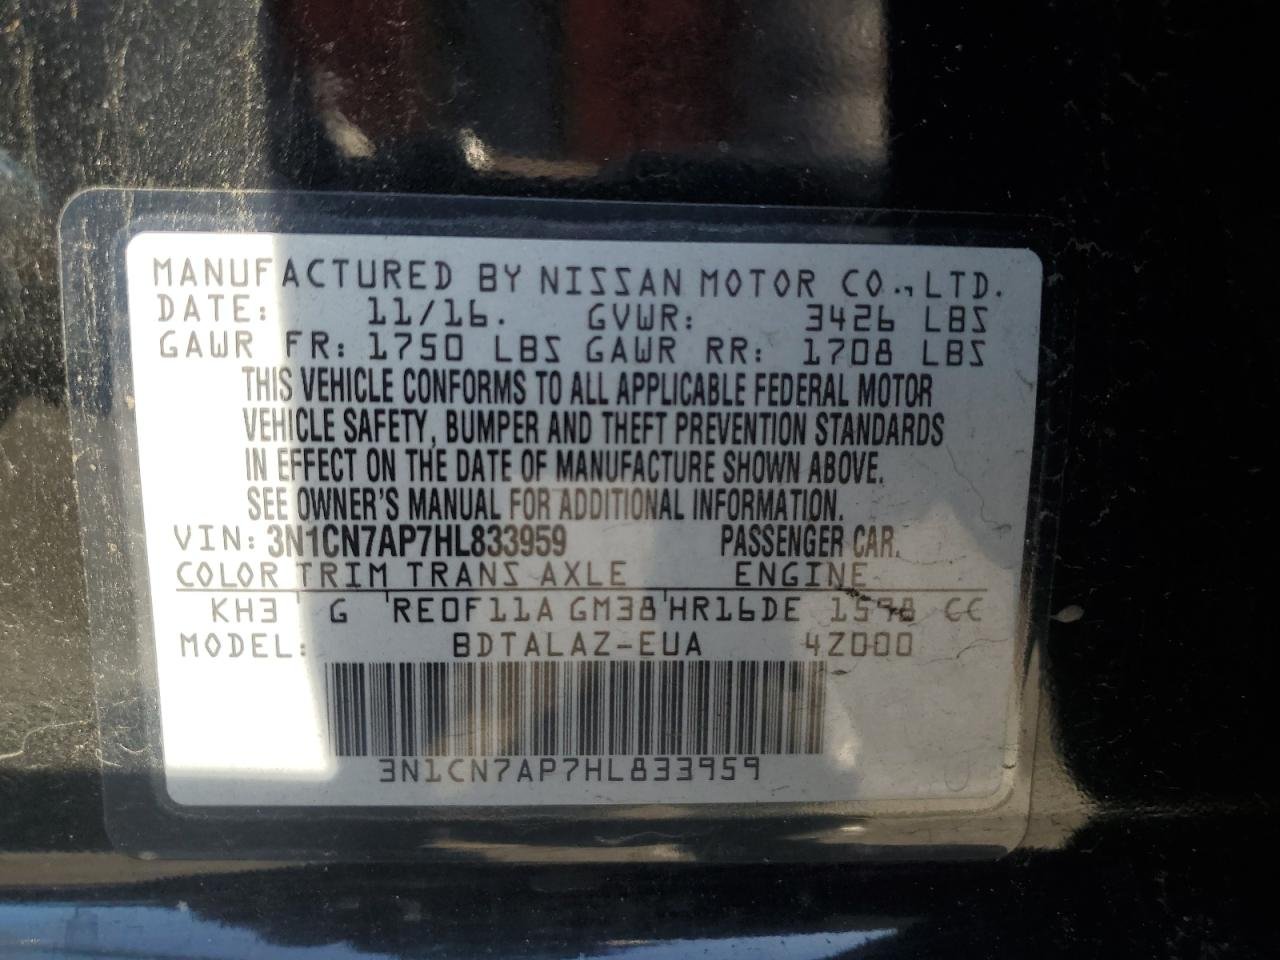 MANUFACTURED BY NISSAN MOTOR CO., LTD.
DATE: 11/16. GVWR: 3426 LBS
GAWR FR: 1750 LBS GAWR RR: 1708 LBS
THIS VEHICLE CONFORMS TO ALL APPLICABLE FEDERAL MOTOR
VEHICLE SAFETY, BUMPER AND THEFT PREVENTION STANDARDS
IN EFFECT ON THE DATE OF MANUFACTURE SHOWN ABOVE.
SEE OWNER'S MANUAL FOR ADDITIONAL INFORMATION.
VIN: 3N1CN7AP7HL833959 PASSENGER CAR.
COLOR TRIM TRANS AXLE ENGINE
KH3 G RE0F11A GM38 HR16DE 1598 CC
MODEL: BDTALAZ-EUA 4Z000
3N1CN7AP7HL833959